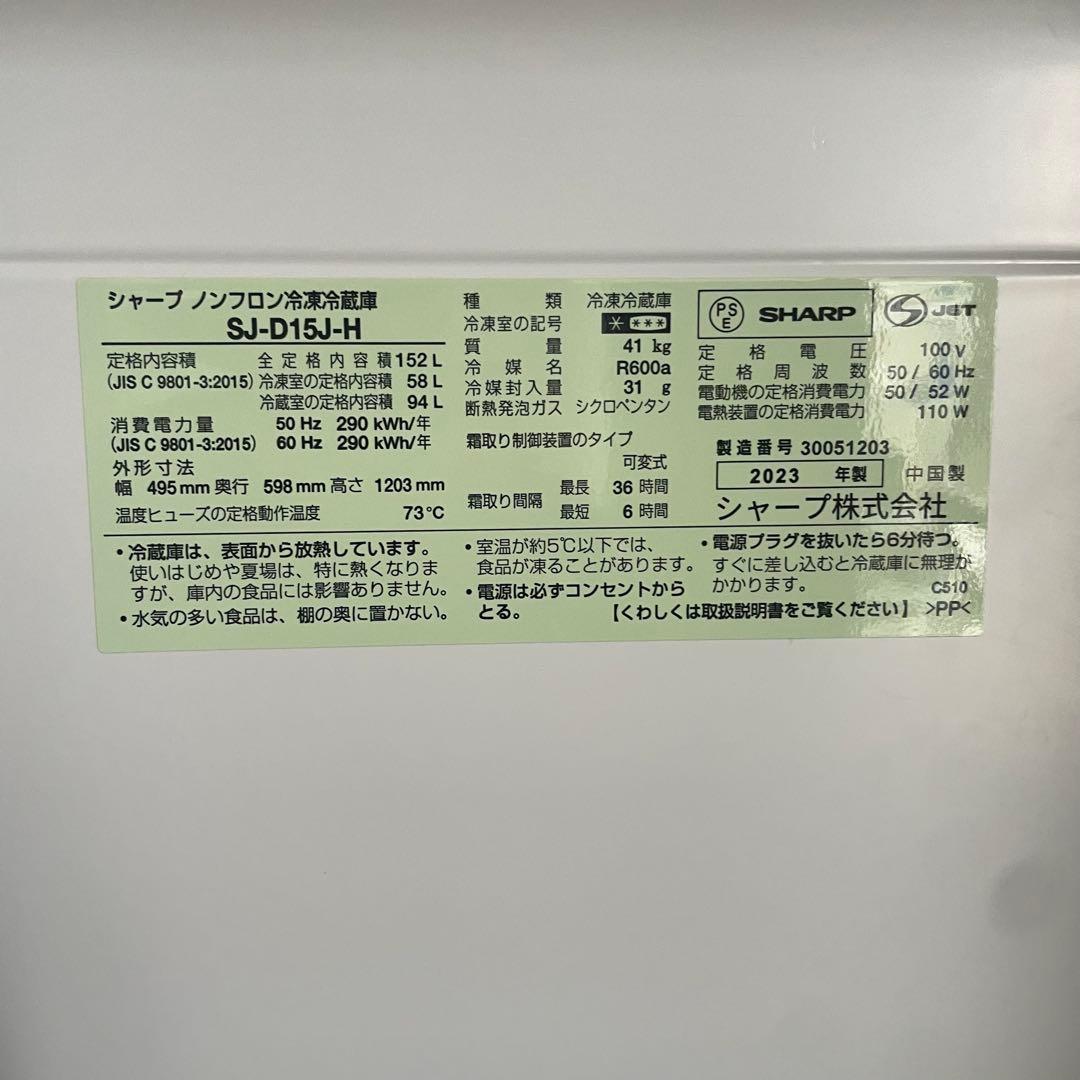 シャープ ノンフロン冷凍冷蔵庫
SJ-D15J-H
定格内容積 全定格内容積 152 L
(JIS C 9801-3:2015) 冷凍室の定格内容積 58 L
冷蔵室の定格内容積 94 L
消費電力量 50 Hz 290 kWh/年
(JIS C 9801-3:2015) 60 Hz 290 kWh/年
外形寸法
幅 495 mm 奥行 598 mm 高さ 1203 mm
温度ヒューズの定格動作温度 73℃
種類 冷凍冷蔵庫
冷凍室の記号 * ***
質量 41 kg
冷媒名 R600a
冷媒封入量 31 g
断熱発泡ガス シクロペンタン
霜取り制御装置のタイプ
可変式
霜取り間隔 最長 36 時間
最短 6 時間
PS E SHARP S JET
定格電圧 100 V
定格周波数 50 / 60 Hz
電動機の定格消費電力 50 / 52 W
電熱装置の定格消費電力 110 W
製造番号 30051203
2023 年製 中国製
シャープ株式会社
・冷蔵庫は、表面から放熱しています。
使いはじめや夏場は、特に熱くなりま
すが、庫内の食品には影響ありません。
・水気の多い食品は、棚の奥に置かない。
・室温が約5℃以下では、
食品が凍ることがあります。
・電源は必ずコンセントから
とる。
・電源プラグを抜いたら6分待つ。
すぐに差し込むと冷蔵庫に無理が
かかります。 C510
【くわしくは取扱説明書をご覧ください】 >PP<